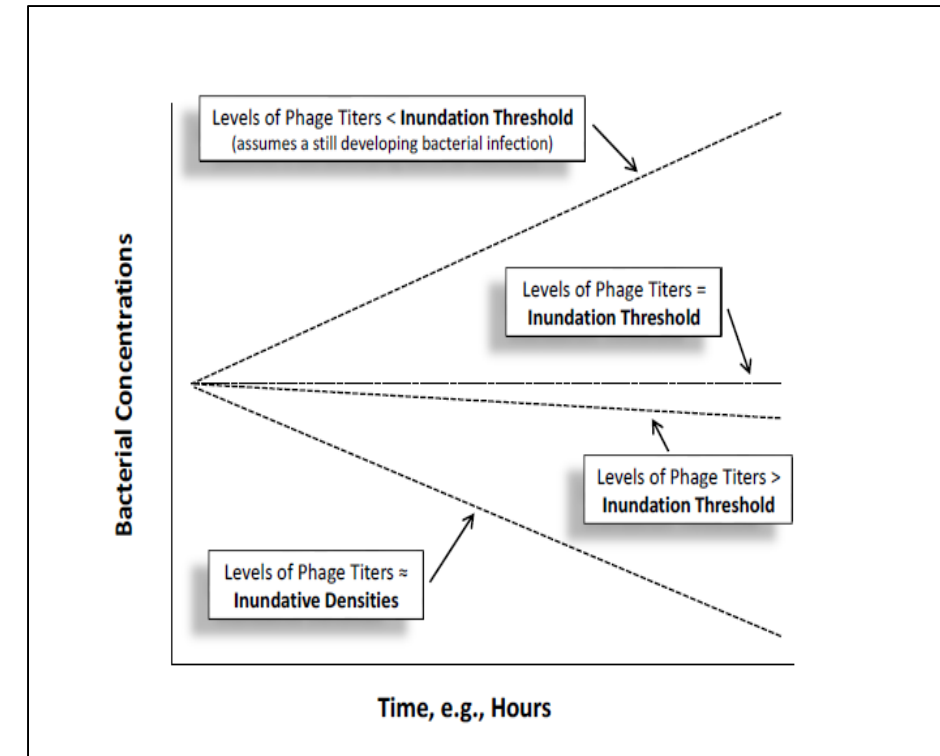 Levels of Phage Titers < Inundation Threshold
(assumes a still developing bacterial infection)
Levels of Phage Titers =
Inundation Threshold
Levels of Phage Titers >
Inundation Threshold
Levels of Phage Titers ≈
Inundative Densities
Bacterial Concentrations
Time, e.g., Hours